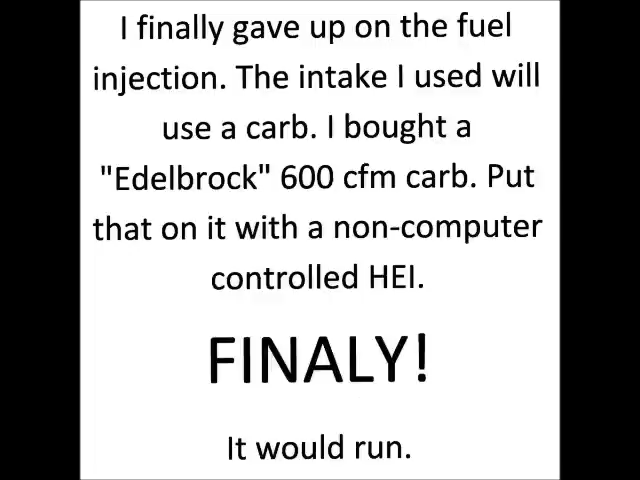 I finally gave up on the fuel
injection. The intake I used will
use a carb. I bought a
"Edelbrock" 600 cfm carb. Put
that on it with a non-computer
controlled HEI.
FINALY!
It would run.